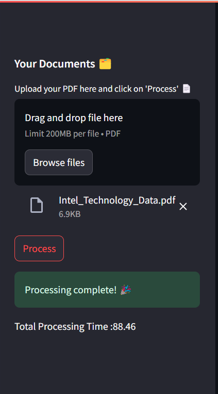 Your Documents 🗂️
Upload your PDF here and click on 'Process' 📄
Drag and drop file here
Limit 200MB per file • PDF
Browse files
Intel_Technology_Data.pdf
6.9KB
Process
Processing complete! 🎉
Total Processing Time :88.46